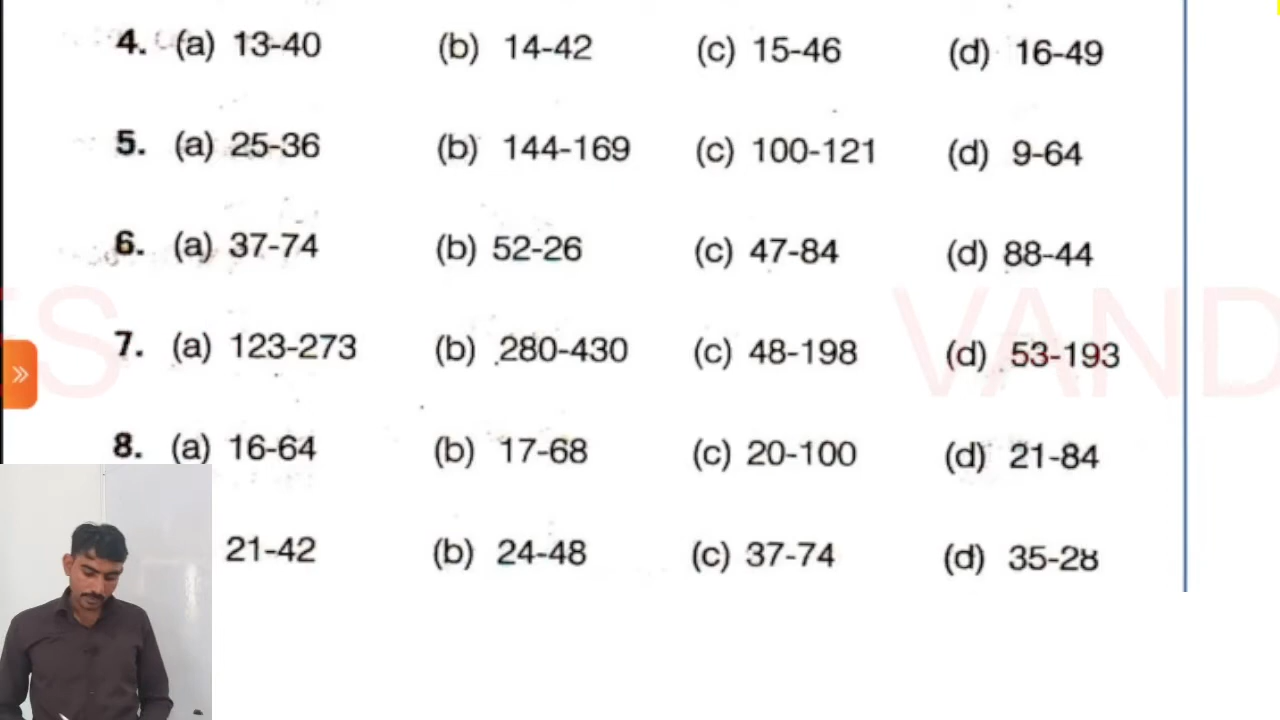 4. (a) 13-40 (b) 14-42 (c) 15-46 (d) 16-49
5. (a) 25-36 (b) 144-169 (c) 100-121 (d) 9-64
6. (a) 37-74 (b) 52-26 (c) 47-84 (d) 88-44
S VAND
7. (a) 123-273 (b) 280-430 (c) 48-198 (d) 53-193
8. (a) 16-64 (b) 17-68 (c) 20-100 (d) 21-84
21-42 (b) 24-48 (c) 37-74 (d) 35-28